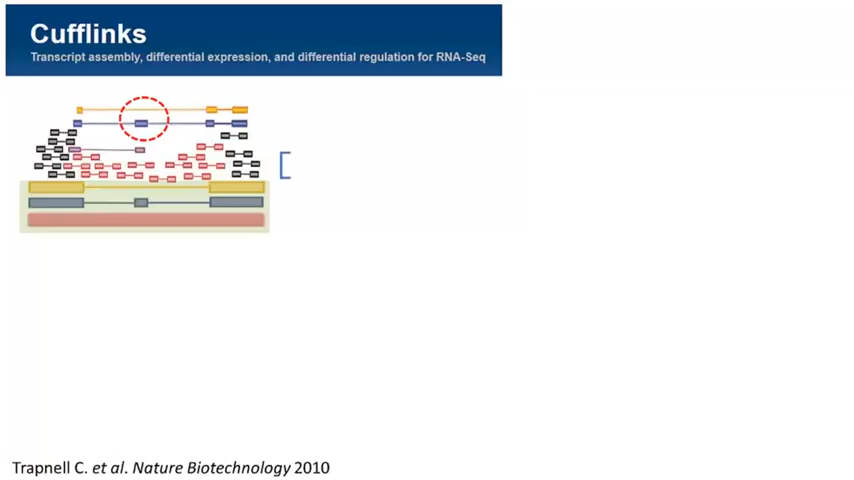 Cufflinks
Transcript assembly, differential expression, and differential regulation for RNA-Seq
Trapnell C. et al. Nature Biotechnology 2010